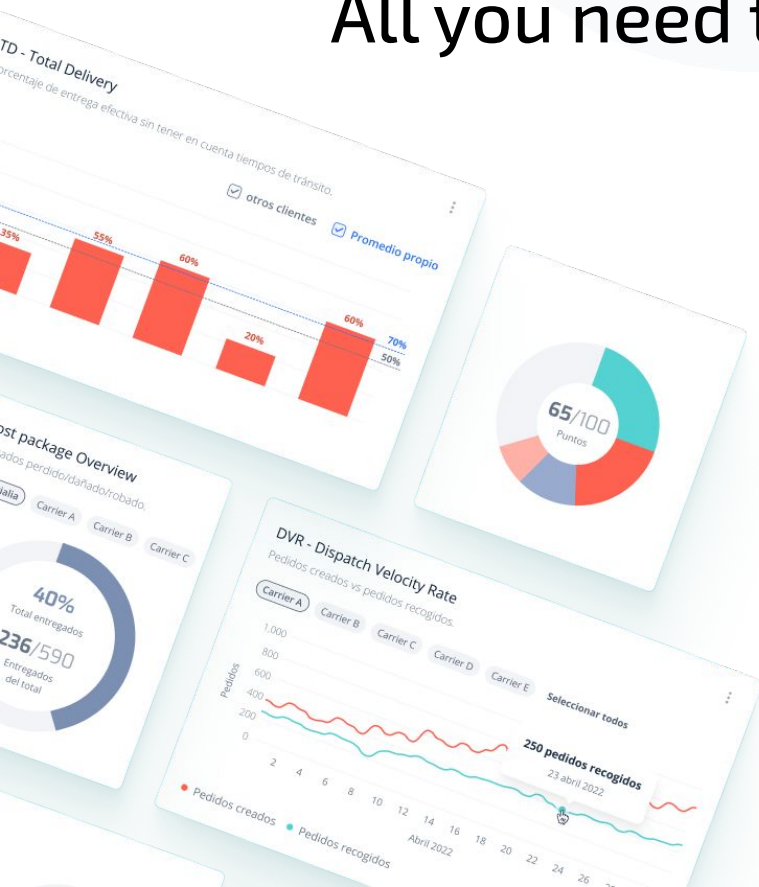 All you need
TD - Total Delivery
de entrega efectiva sin tener en cuenta tiempos de tránsito.
otros clientes
Promedio propio
35%
55%
60%
20%
60%
70%
50%
65/100
Puntos
package Overview
perdido/dañado/robado.
Carrier A
Carrier B
Carrier C
40%
Total entregados
236/590
Entregados
del total
DVR - Dispatch Velocity Rate
Pedidos creados vs pedidos recogidos.
Carrier A
Carrier B
Carrier C
Carrier D
Carrier E
Seleccionar todos
Pedidos
1,000
800
600
400
200
0
250 pedidos recogidos
23 abril 2022
2
4
6
8
10
12
14
16
18
20
22
24
26
Abril 2022
Pedidos creados
Pedidos recogidos